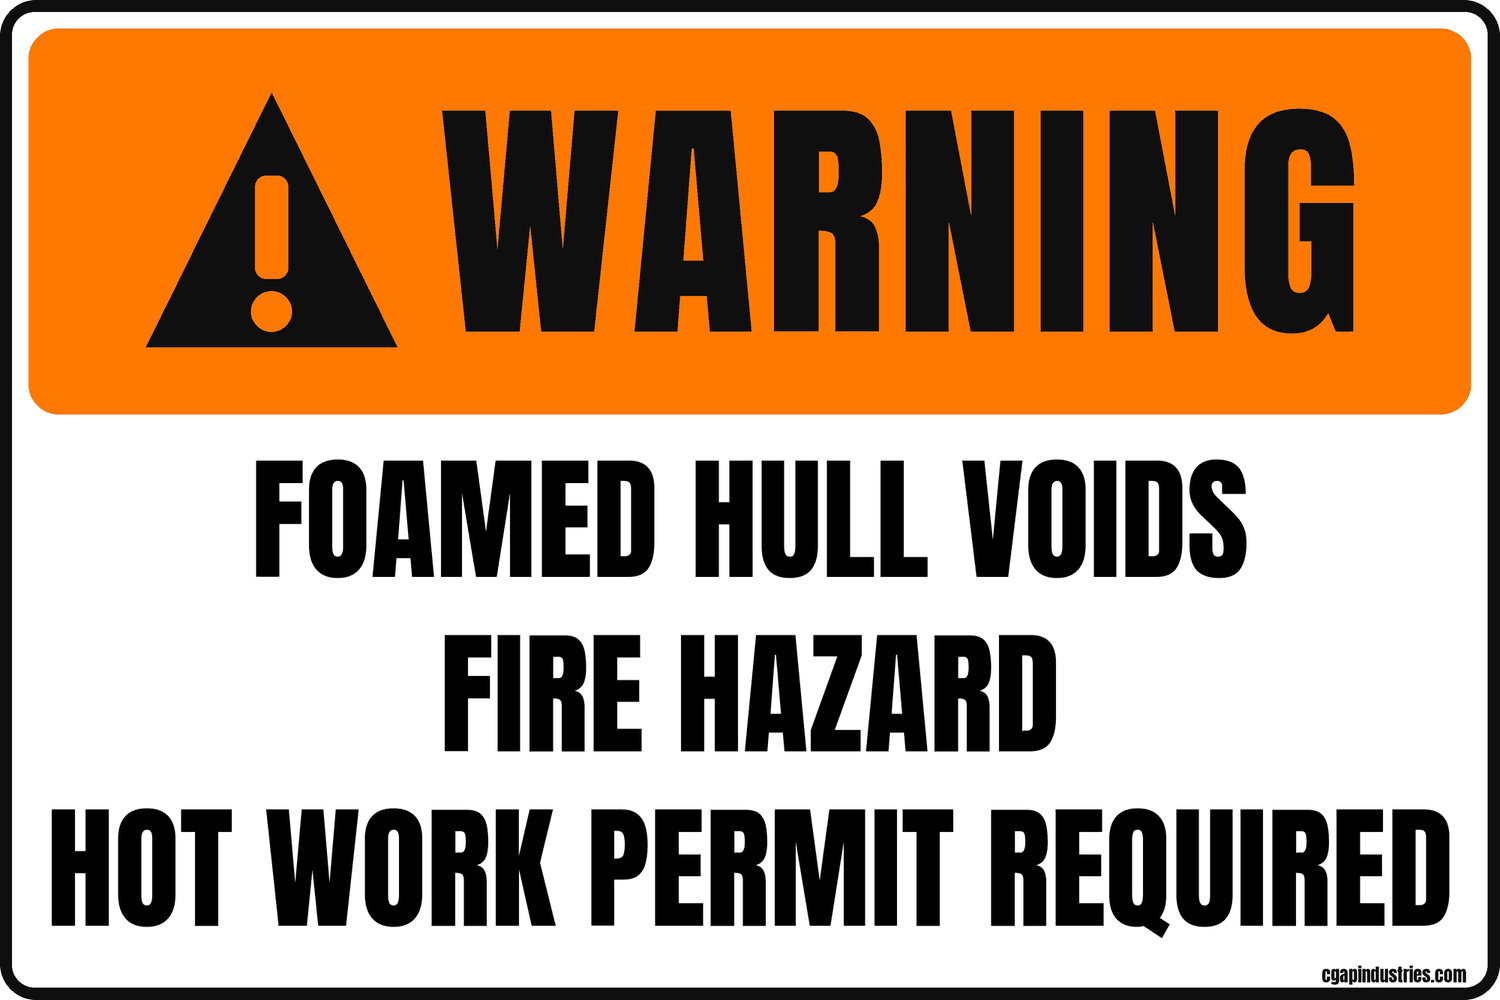 WARNING
FOAMED HULL VOIDS
FIRE HAZARD
HOT WORK PERMIT REQUIRED
cgapindustries.com